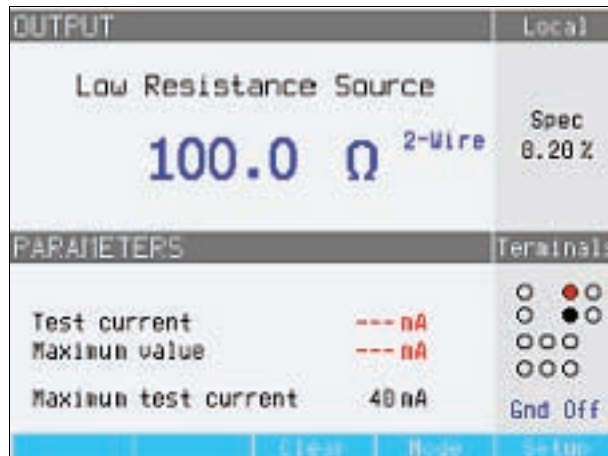 OUTPUT
Local
Low Resistance Source
100.0 Ω 2-Wire
Spec
0.20 %
PARAMETERS
Terminals
Test current --- mA
Maximum value --- mA
Maximum test current 40 mA
Gnd Off
Clear Mode Setup